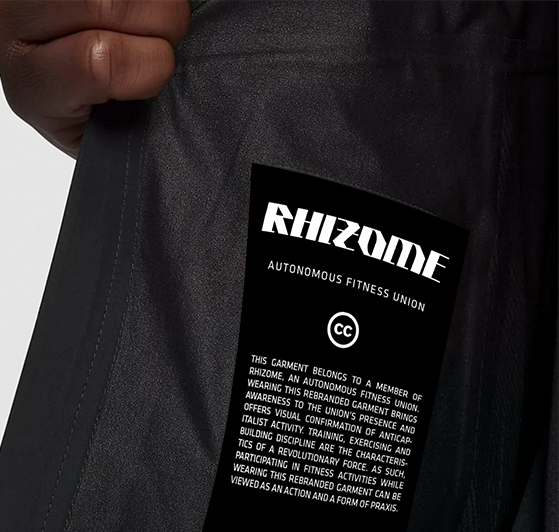 RHIZOME
AUTONOMOUS FITNESS UNION
CC
THIS GARMENT BELONGS TO A MEMBER OF
RHIZOME, AN AUTONOMOUS FITNESS UNION.
WEARING THIS REBRANDED GARMENT BRINGS
AWARENESS TO THE UNION'S PRESENCE AND
OFFERS VISUAL CONFIRMATION OF ANTICAP-
ITALIST ACTIVITY. TRAINING, EXERCISING AND
BUILDING DISCIPLINE ARE THE CHARACTERIS-
TICS OF A REVOLUTIONARY FORCE. AS SUCH,
PARTICIPATING IN FITNESS ACTIVITIES WHILE
WEARING THIS REBRANDED GARMENT CAN BE
VIEWED AS AN ACTION AND A FORM OF PRAXIS.